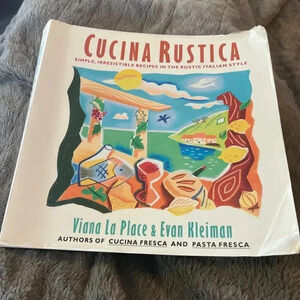 CUCINA RUSTICA
SIMPLE, IRRESISTIBLE RECIPES IN THE RUSTIC ITALIAN STYLE
Viana La Place & Evan Kleiman
AUTHORS OF CUCINA FRESCA AND PASTA FRESCA